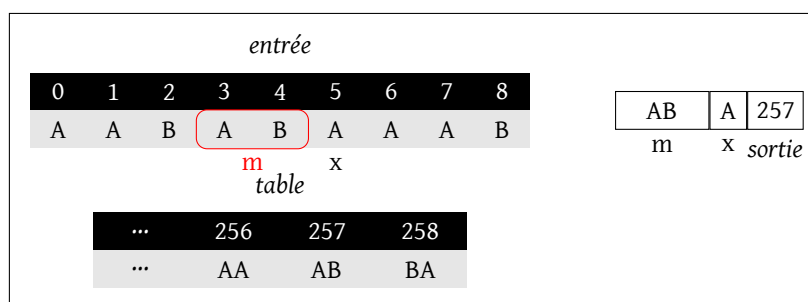 entrée
0 1 2 3 4 5 6 7 8
A A B A B A A A B
m x
AB A 257
m x sortie
table
... 256 257 258
... AA AB BA